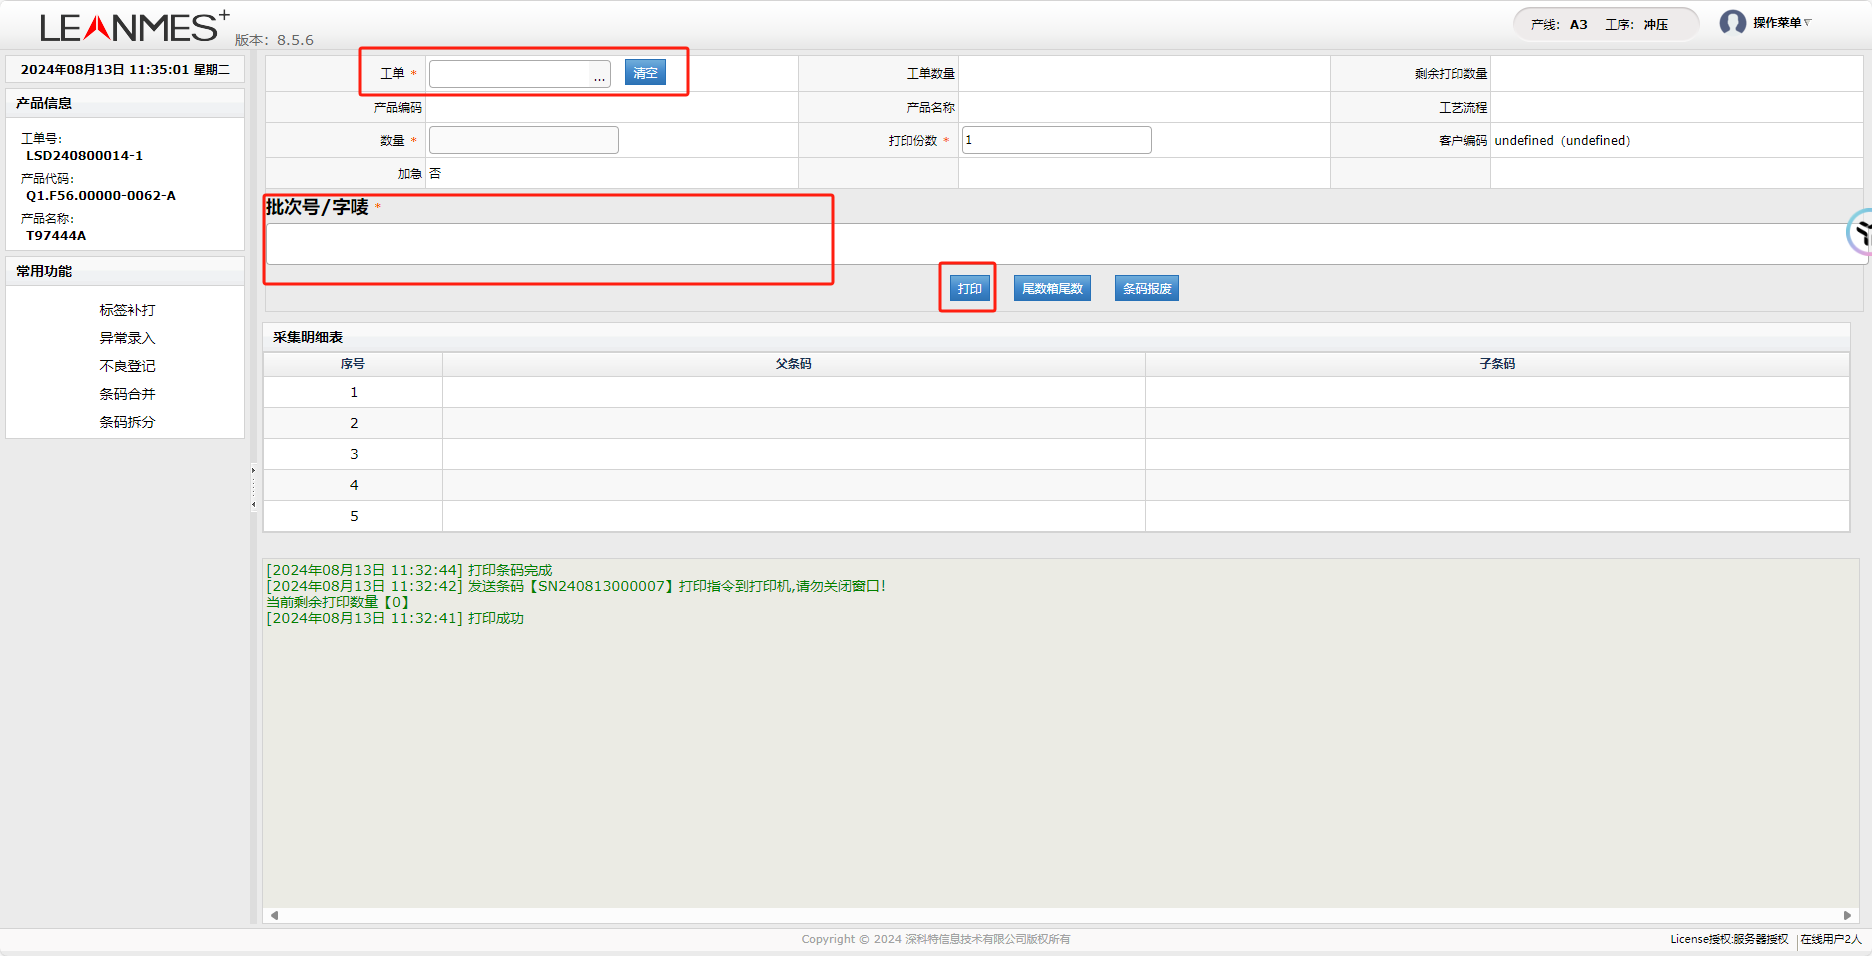 LEANMES+ 版本：8.5.6
产线： A3 工序： 冲压
操作菜单
2024年08月13日 11:35:01 星期二
产品信息
工单号:
LSD240800014-1
产品代码:
Q1.F56.00000-0062-A
产品名称:
T97444A
常用功能
标签补打
异常录入
不良登记
条码合并
条码拆分
工单 * ... 清空 工单数量 剩余打印数量
产品编码 产品名称 工艺流程
数量 * 打印份数 * 1 客户编码 undefined（undefined）
加急 否
批次号/字唛 *
打印 尾数箱尾数 条码报废
采集明细表
序号 父条码 子条码
1
2
3
4
5
[2024年08月13日 11:32:44] 打印条码完成
[2024年08月13日 11:32:42] 发送条码【SN240813000007】打印指令到打印机,请勿关闭窗口!
当前剩余打印数量【0】
[2024年08月13日 11:32:41] 打印成功
Copyright © 2024 深科特信息技术有限公司版权所有
License授权:服务器授权 在线用户2人